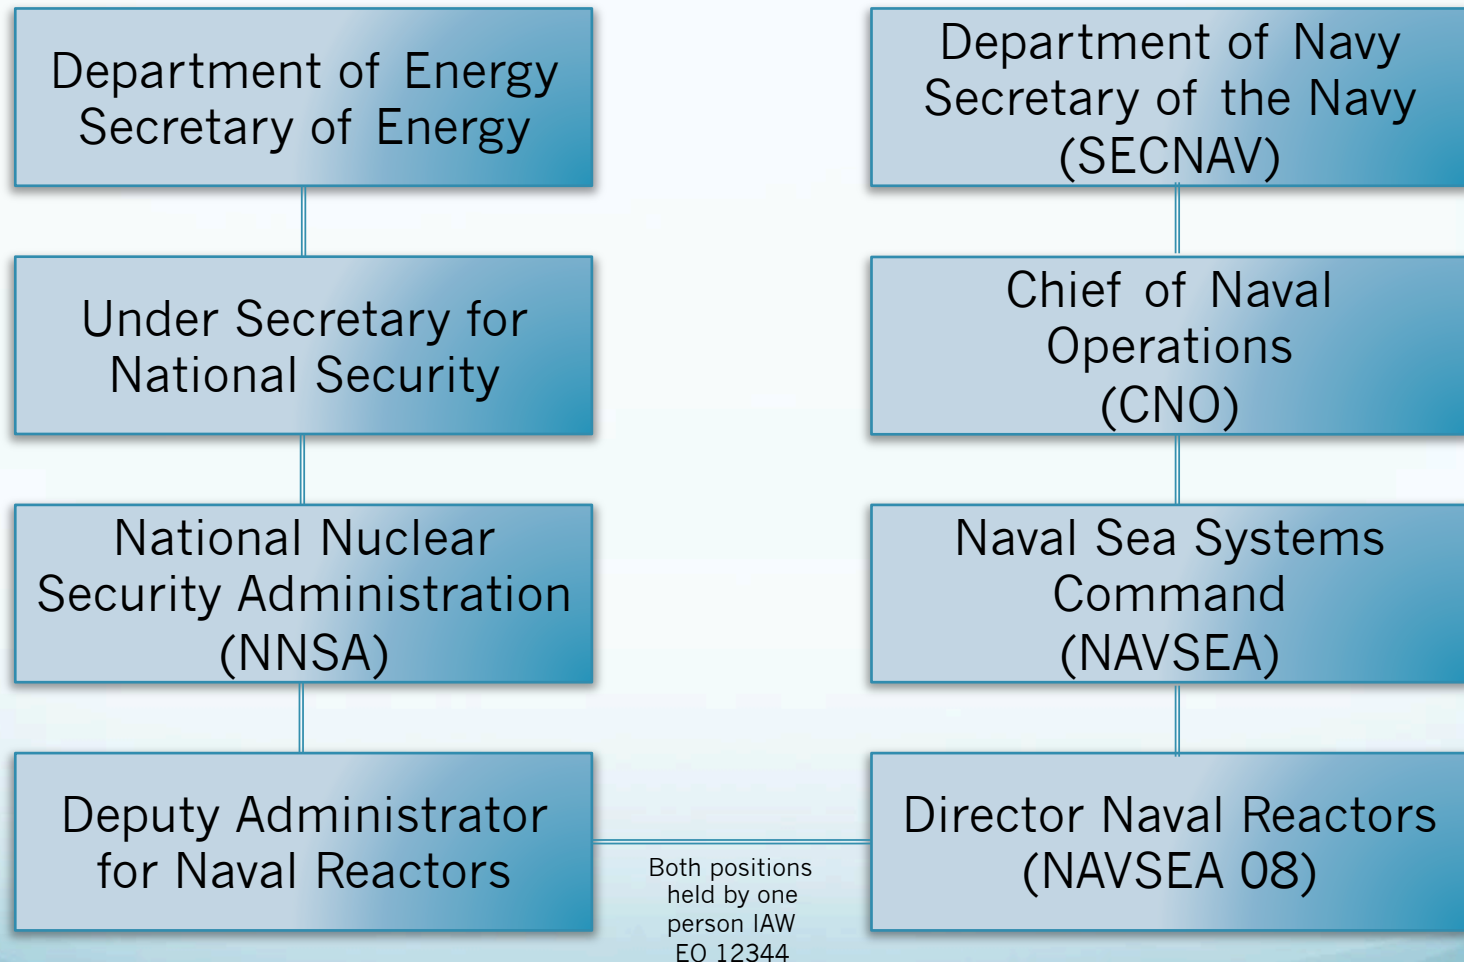 Department of Energy
Secretary of Energy
Under Secretary for
National Security
National Nuclear
Security Administration
(NNSA)
Deputy Administrator
for Naval Reactors
Both positions
held by one
person IAW
EO 12344
Department of Navy
Secretary of the Navy
(SECNAV)
Chief of Naval
Operations
(CNO)
Naval Sea Systems
Command
(NAVSEA)
Director Naval Reactors
(NAVSEA 08)